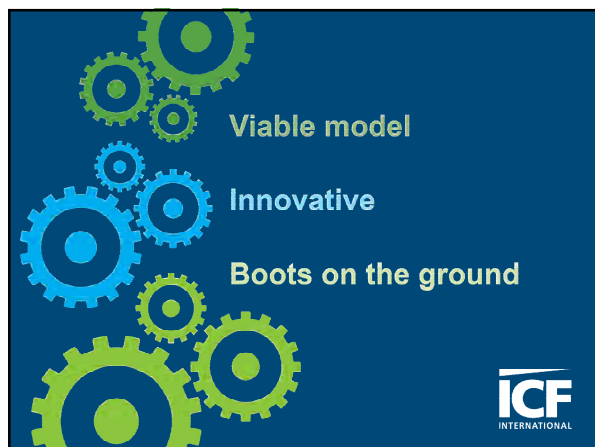 Viable model
Innovative
Boots on the ground
ICF
INTERNATIONAL